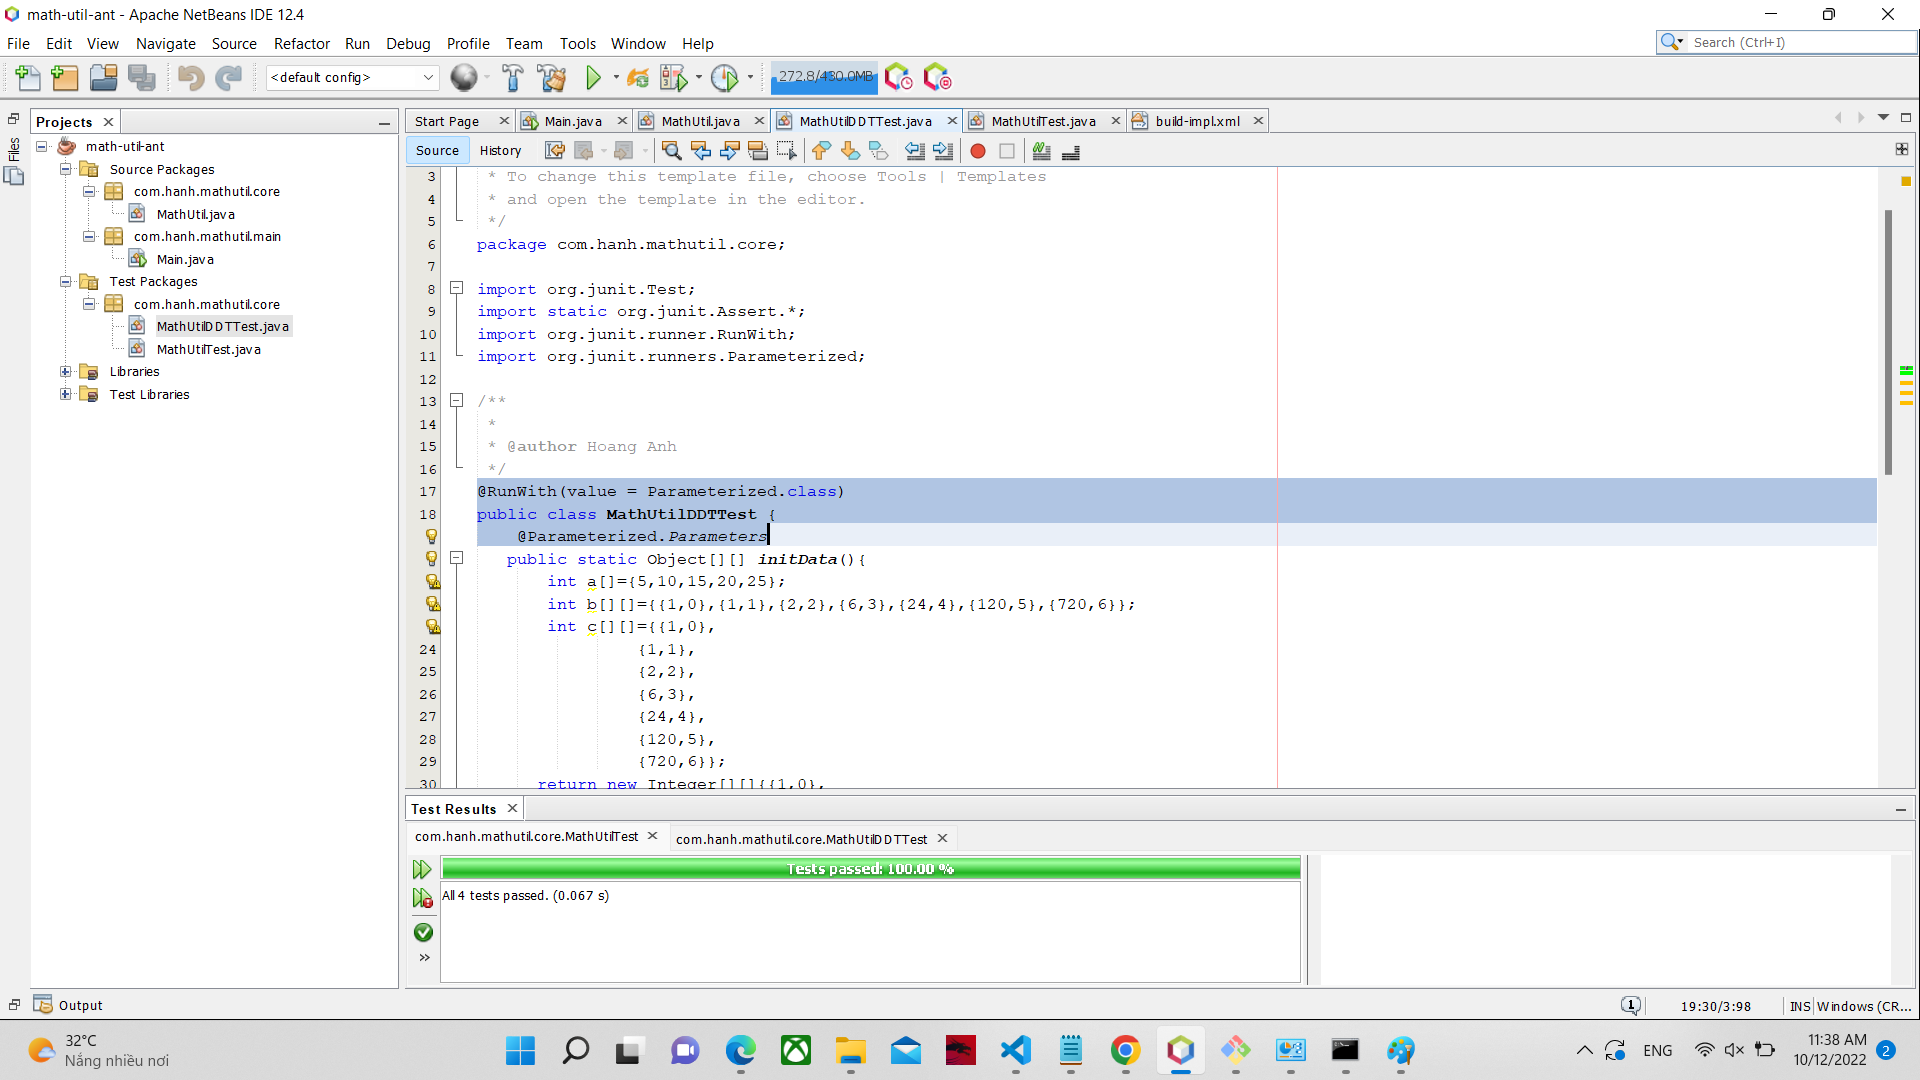 math-util-ant - Apache NetBeans IDE 12.4
File Edit View Navigate Source Refactor Run Debug Profile Team Tools Window Help
Search (Ctrl+I)
<default config>
272.8/430.0MB
Projects
Files
Start Page
Main.java
MathUtil.java
MathUtilDDTTest.java
MathUtilTest.java
build-impl.xml
Source
History
math-util-ant
Source Packages
com.hanh.mathutil.core
MathUtil.java
com.hanh.mathutil.main
Main.java
Test Packages
com.hanh.mathutil.core
MathUtilDDTTest.java
MathUtilTest.java
Libraries
Test Libraries
3 * To change this template file, choose Tools | Templates
4 * and open the template in the editor.
5 */
6 package com.hanh.mathutil.core;
7
8 import org.junit.Test;
9 import static org.junit.Assert.*;
10 import org.junit.runner.RunWith;
11 import org.junit.runners.Parameterized;
12
13 /**
14 *
15 * @author Hoang Anh
16 */
17 @RunWith(value = Parameterized.class)
18 public class MathUtilDDTTest {
@Parameterized.Parameters
public static Object[][] initData(){
int a[]={5,10,15,20,25};
int b[][]={{1,0},{1,1},{2,2},{6,3},{24,4},{120,5},{720,6}};
int c[][]={{1,0},
24 {1,1},
25 {2,2},
26 {6,3},
27 {24,4},
28 {120,5},
29 {720,6}};
30 return new Integer[][]{{1,0},
Test Results
com.hanh.mathutil.core.MathUtilTest
com.hanh.mathutil.core.MathUtilDDTTest
Tests passed: 100.00 %
All 4 tests passed. (0.067 s)
»
Output
1
19:30/3:98
INS
Windows (CR...
32°C
Nắng nhiều nơi
ENG
11:38 AM
10/12/2022
2